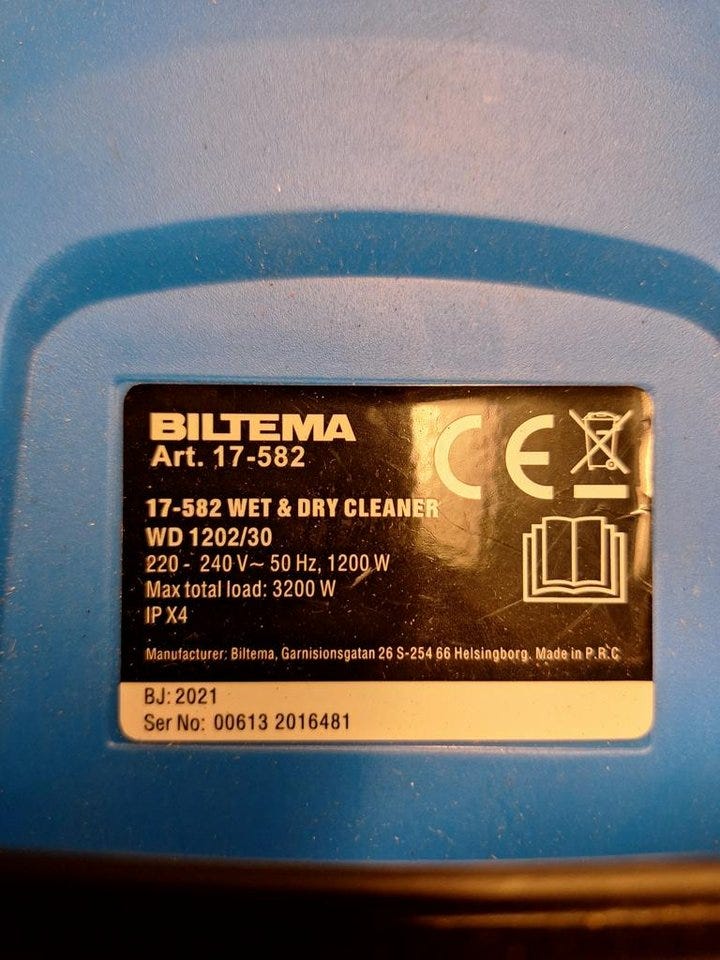 BILTEMA
Art. 17-582
CE
17-582 WET & DRY CLEANER
WD 1202/30
220 - 240 V~ 50 Hz, 1200 W
Max total load: 3200 W
IP X4
Manufacturer: Biltema, Garnisionsgatan 26 S-254 66 Helsingborg. Made in P.R.C
BJ: 2021
Ser No: 00613 2016481